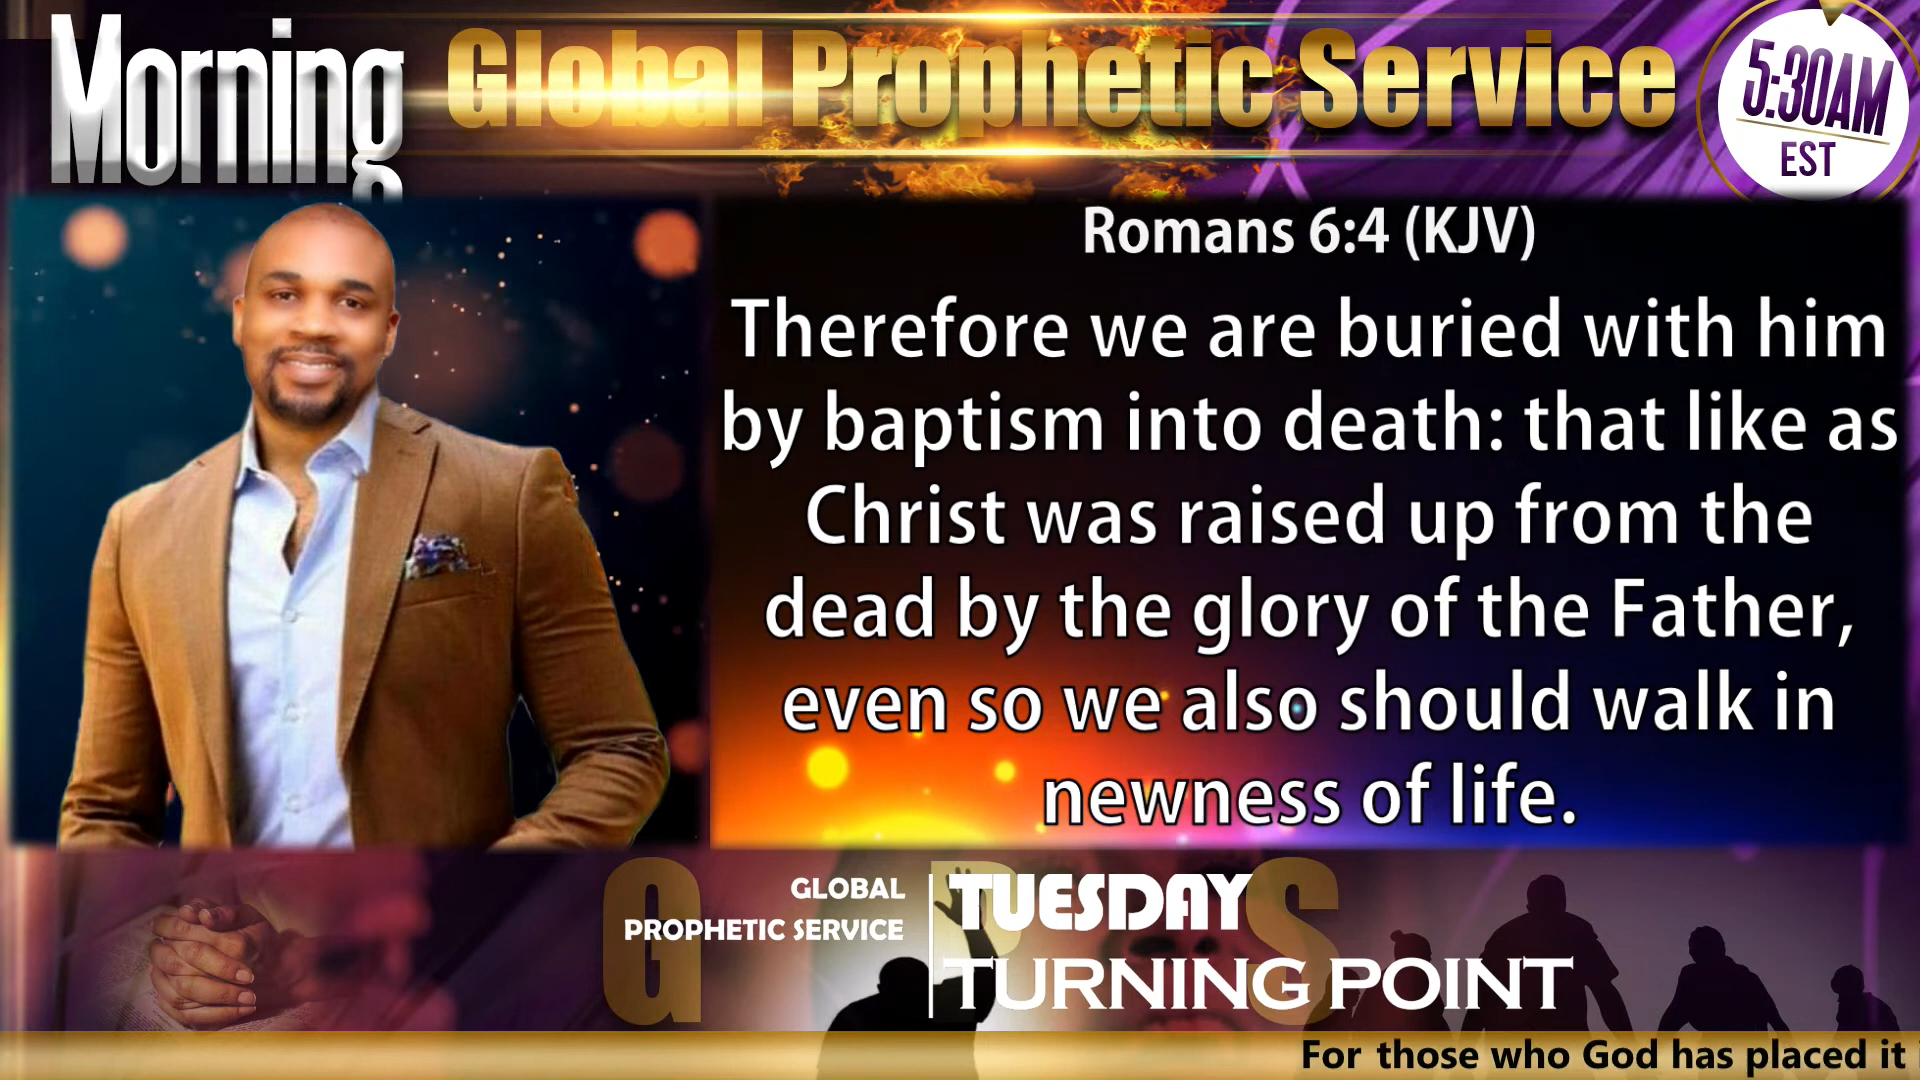 Morning
Global Prophetic Service
5:30AM
EST
Romans 6:4 (KJV)
Therefore we are buried with him
by baptism into death: that like as
Christ was raised up from the
dead by the glory of the Father,
even so we also should walk in
newness of life.
G P S
GLOBAL
PROPHETIC SERVICE
TUESDAY
TURNING POINT
For those who God has placed it